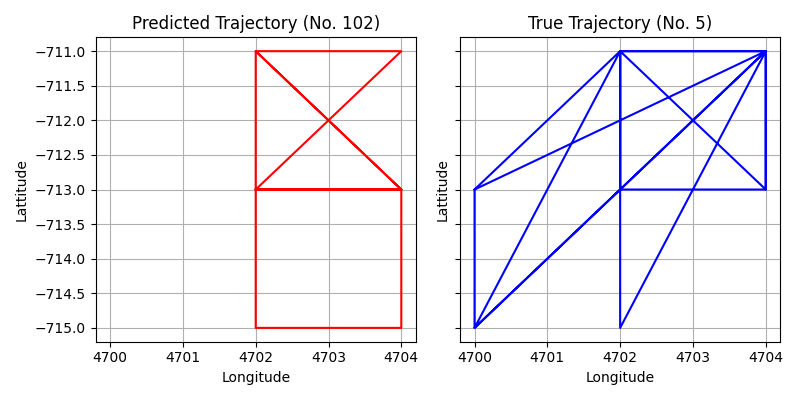 Predicted Trajectory (No. 102)
True Trajectory (No. 5)
Lattitude
−711.0
−711.5
−712.0
−712.5
−713.0
−713.5
−714.0
−714.5
−715.0
4700 4701 4702 4703 4704
Longitude
Lattitude
4700 4701 4702 4703 4704
Longitude